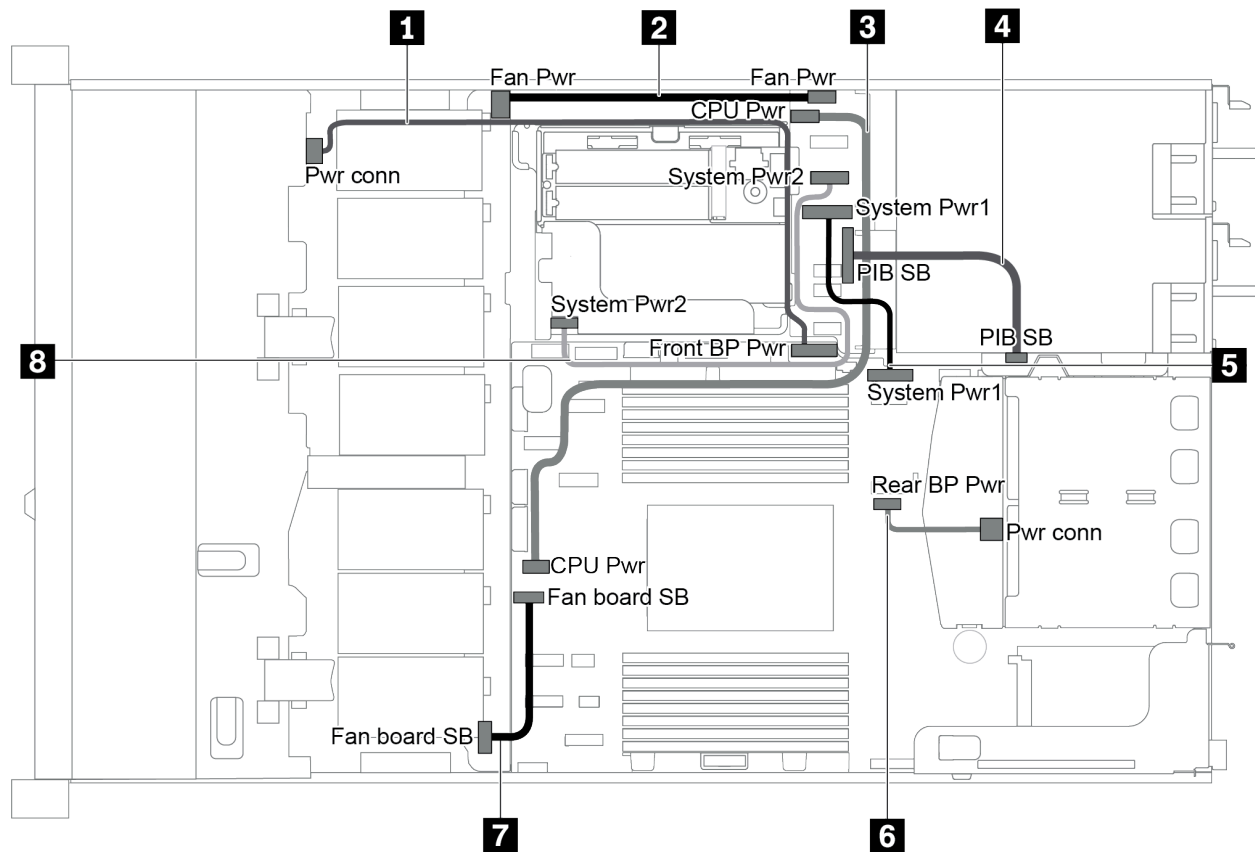 1
2
3
4
Fan Pwr
Fan Pwr
CPU Pwr
Pwr conn
System Pwr2
System Pwr1
PIB SB
System Pwr2
PIB SB
Front BP Pwr
8
5
System Pwr1
Rear BP Pwr
Pwr conn
CPU Pwr
Fan board SB
Fan board SB
7
6